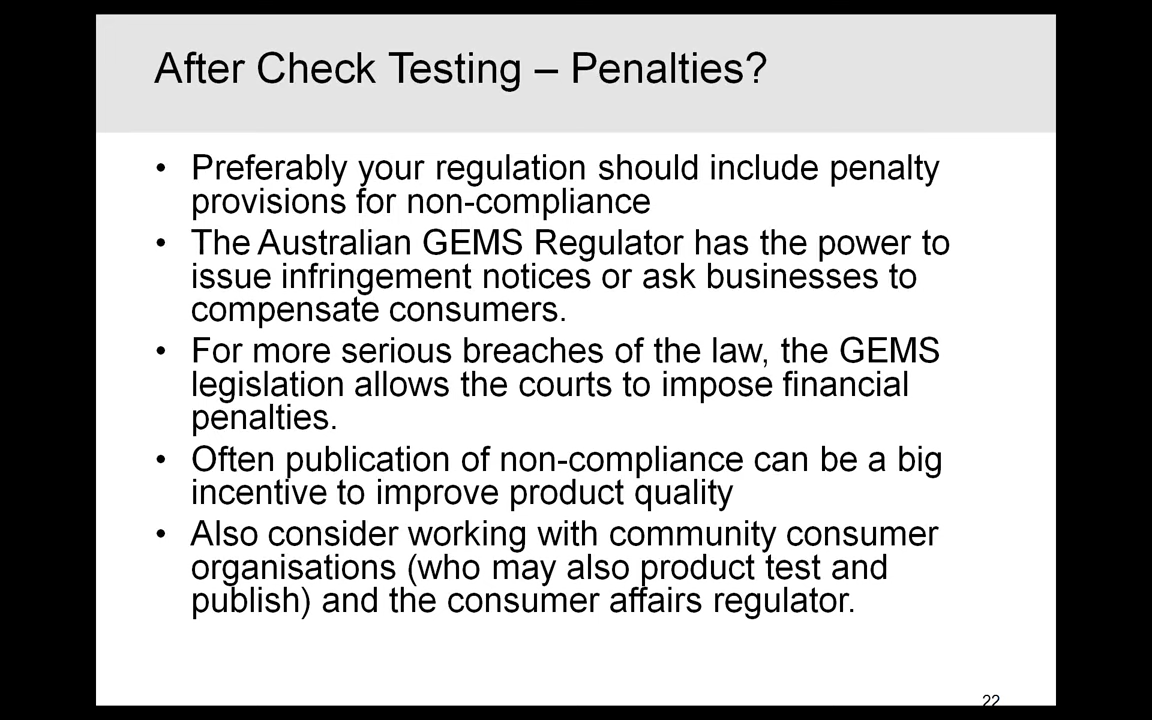 After Check Testing – Penalties?
• Preferably your regulation should include penalty
provisions for non-compliance
• The Australian GEMS Regulator has the power to
issue infringement notices or ask businesses to
compensate consumers.
• For more serious breaches of the law, the GEMS
legislation allows the courts to impose financial
penalties.
• Often publication of non-compliance can be a big
incentive to improve product quality
• Also consider working with community consumer
organisations (who may also product test and
publish) and the consumer affairs regulator.
22